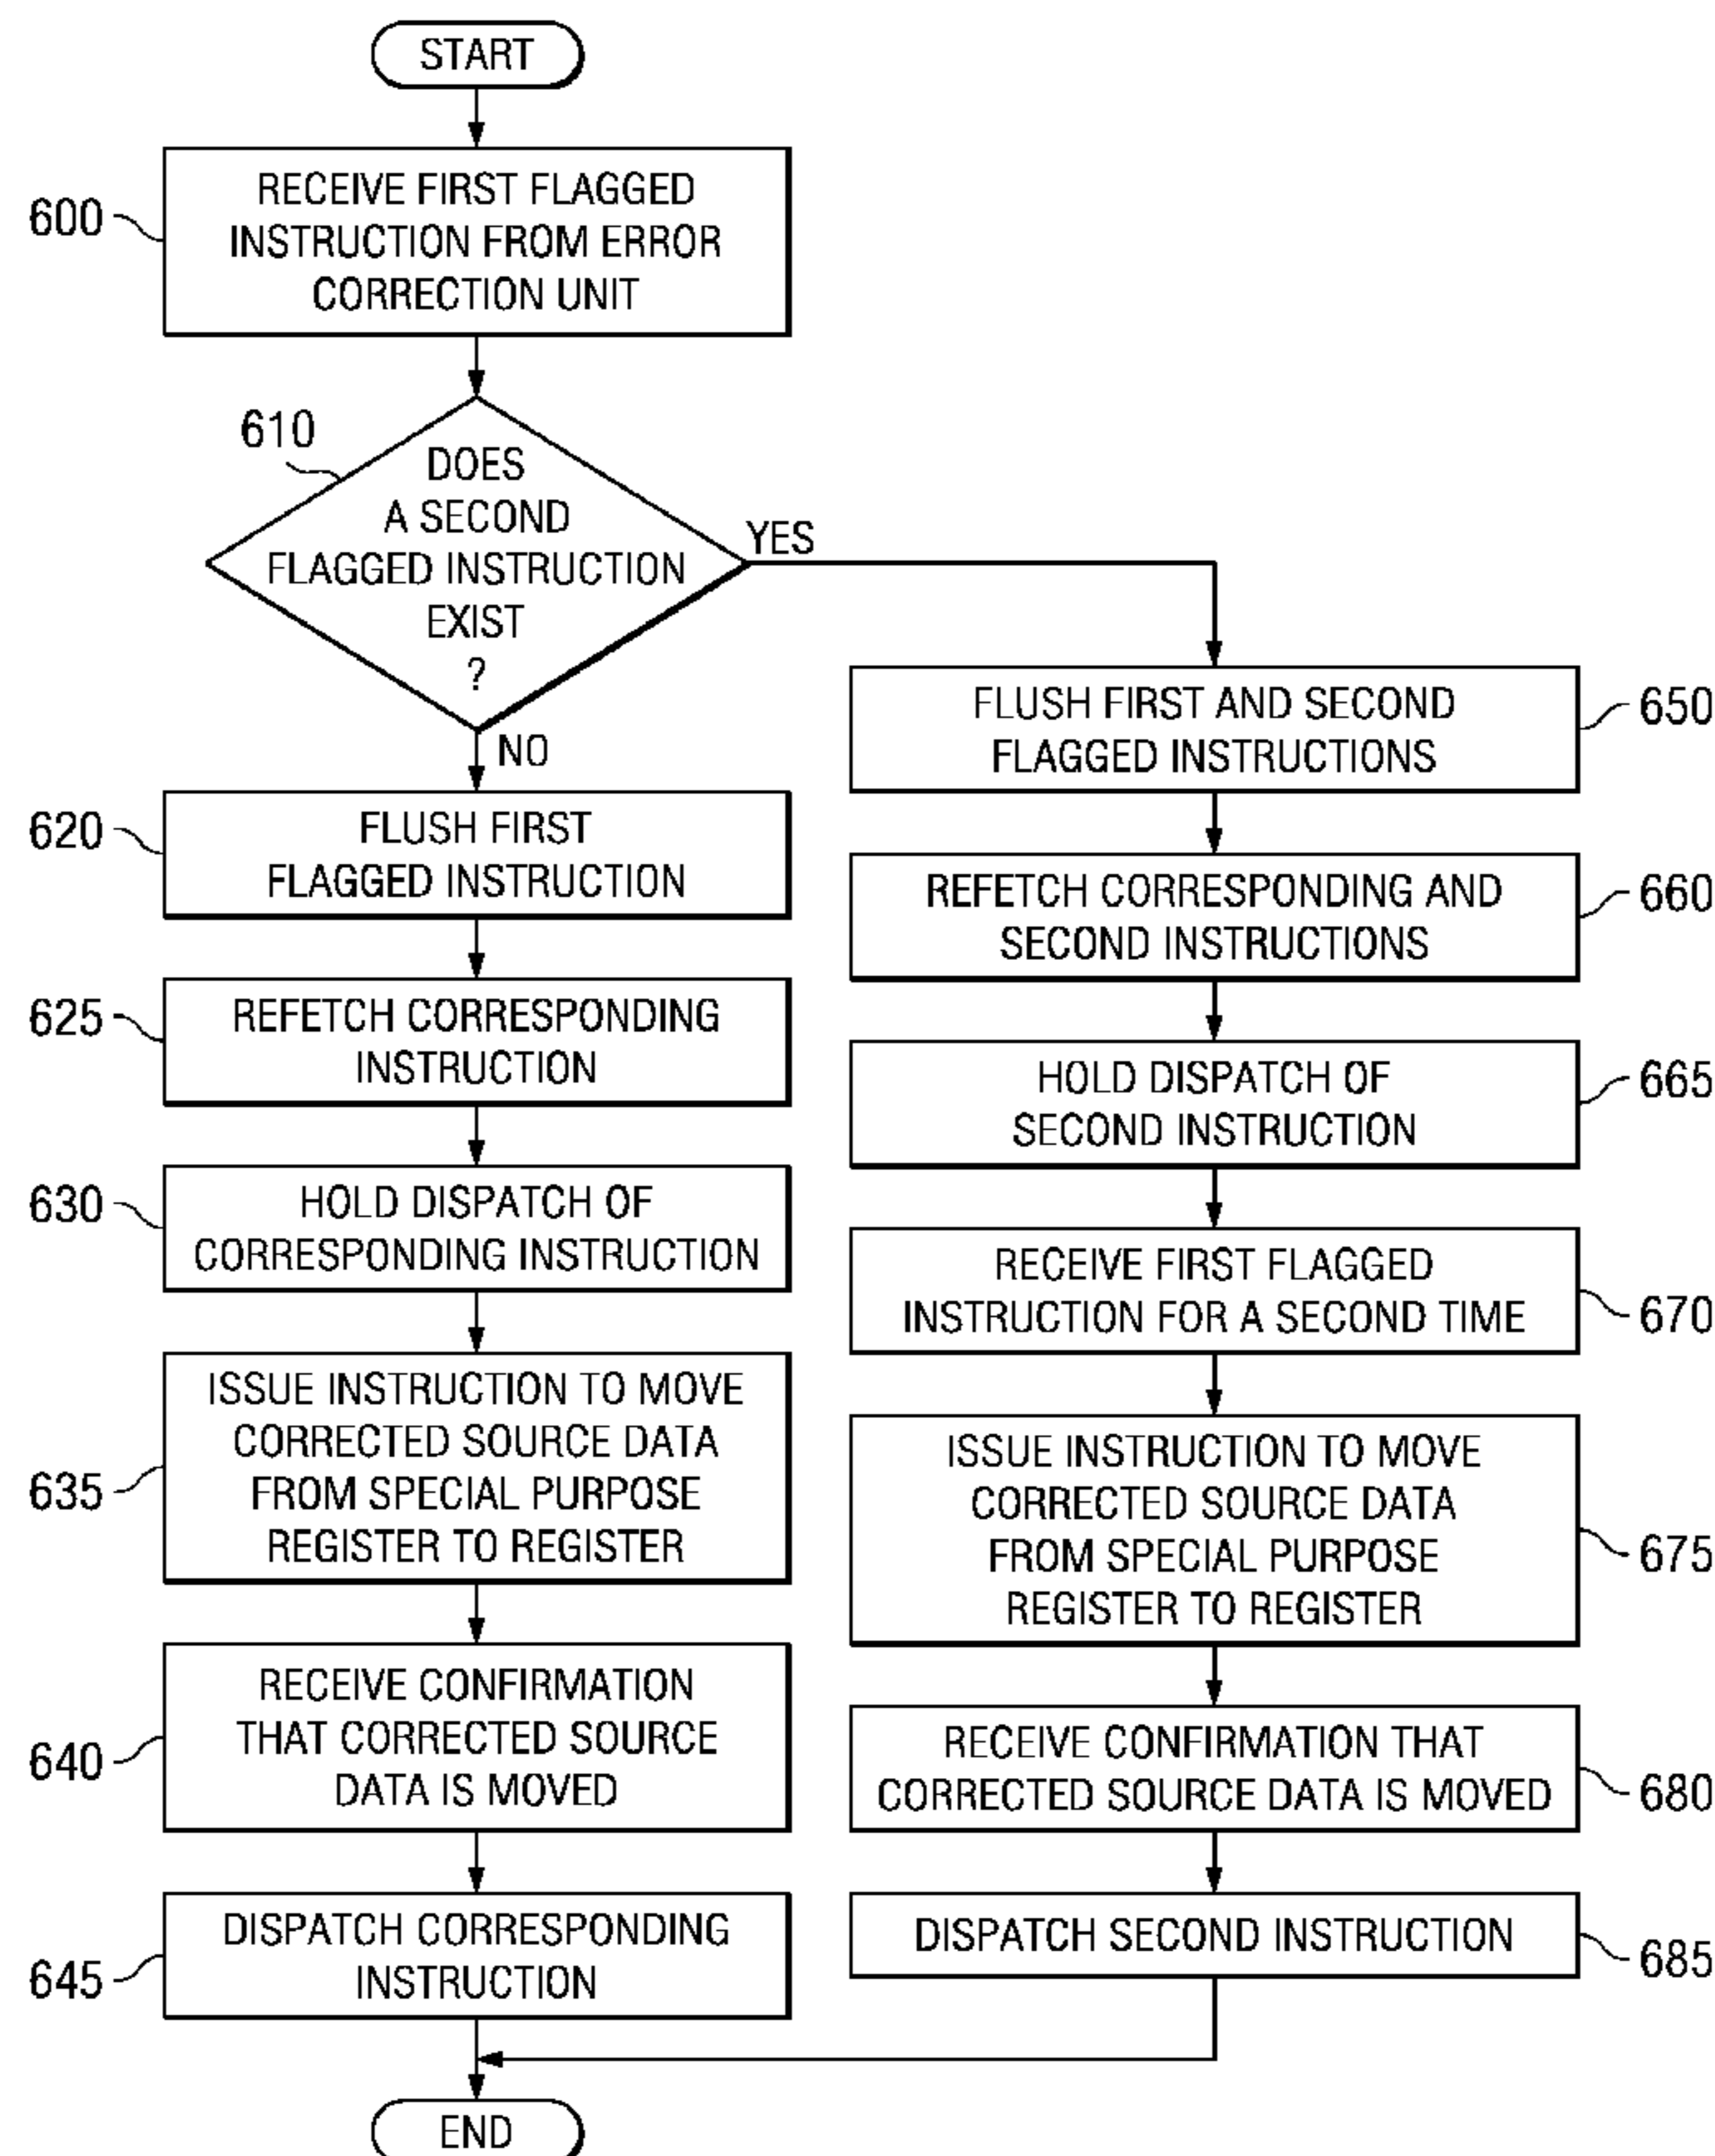 START
600
RECEIVE FIRST FLAGGED
INSTRUCTION FROM ERROR
CORRECTION UNIT
610
DOES
A SECOND
FLAGGED INSTRUCTION
EXIST
?
YES
NO
620
FLUSH FIRST
FLAGGED INSTRUCTION
625
REFETCH CORRESPONDING
INSTRUCTION
630
HOLD DISPATCH OF
CORRESPONDING INSTRUCTION
635
ISSUE INSTRUCTION TO MOVE
CORRECTED SOURCE DATA
FROM SPECIAL PURPOSE
REGISTER TO REGISTER
640
RECEIVE CONFIRMATION
THAT CORRECTED SOURCE
DATA IS MOVED
645
DISPATCH CORRESPONDING
INSTRUCTION
FLUSH FIRST AND SECOND
FLAGGED INSTRUCTIONS
650
REFETCH CORRESPONDING AND
SECOND INSTRUCTIONS
660
HOLD DISPATCH OF
SECOND INSTRUCTION
665
RECEIVE FIRST FLAGGED
INSTRUCTION FOR A SECOND TIME
670
ISSUE INSTRUCTION TO MOVE
CORRECTED SOURCE DATA
FROM SPECIAL PURPOSE
REGISTER TO REGISTER
675
RECEIVE CONFIRMATION THAT
CORRECTED SOURCE DATA IS MOVED
680
DISPATCH SECOND INSTRUCTION
685
END